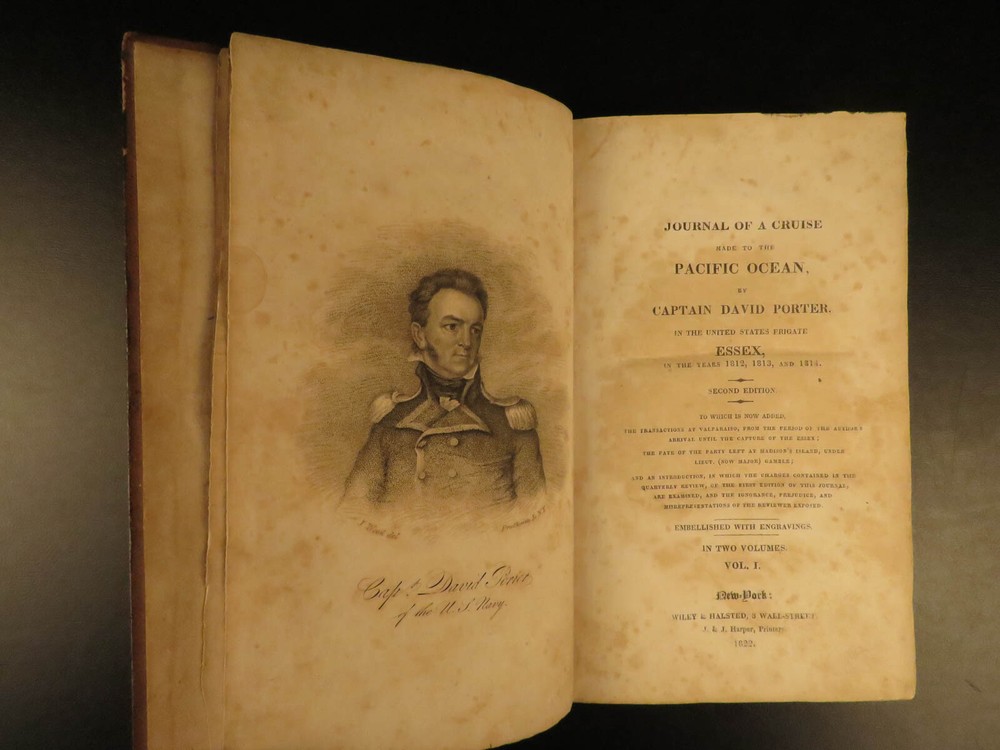 J. Wood del.
Capt. David Porter
of the U.S. Navy.
JOURNAL OF A CRUISE
MADE TO THE
PACIFIC OCEAN,
BY
CAPTAIN DAVID PORTER,
IN THE UNITED STATES FRIGATE
ESSEX,
IN THE YEARS 1812, 1813, AND 1814.
SECOND EDITION
TO WHICH IS NOW ADDED,
THE TRANSACTIONS AT VALPARAISO, FROM THE PERIOD OF THE AUTHOR'S
ARRIVAL UNTIL THE CAPTURE OF THE ESSEX;
THE FATE OF THE PARTY LEFT AT MADISON'S ISLAND, UNDER
LIEUT. (NOW MAJOR) GAMBLE;
AND AN INTRODUCTION, IN WHICH THE CHARGES CONTAINED IN THE
QUARTERLY REVIEW, OF THE FIRST EDITION OF THIS JOURNAL,
ARE EXAMINED, AND THE IGNORANCE, PREJUDICE, AND
MISREPRESENTATIONS OF THE REVIEWER EXPOSED.
EMBELLISHED WITH ENGRAVINGS.
IN TWO VOLUMES.
VOL. I.
New-York:
WILEY & HALSTED, 3 WALL-STREET.
J. & J. Harper, Printers.
1822.